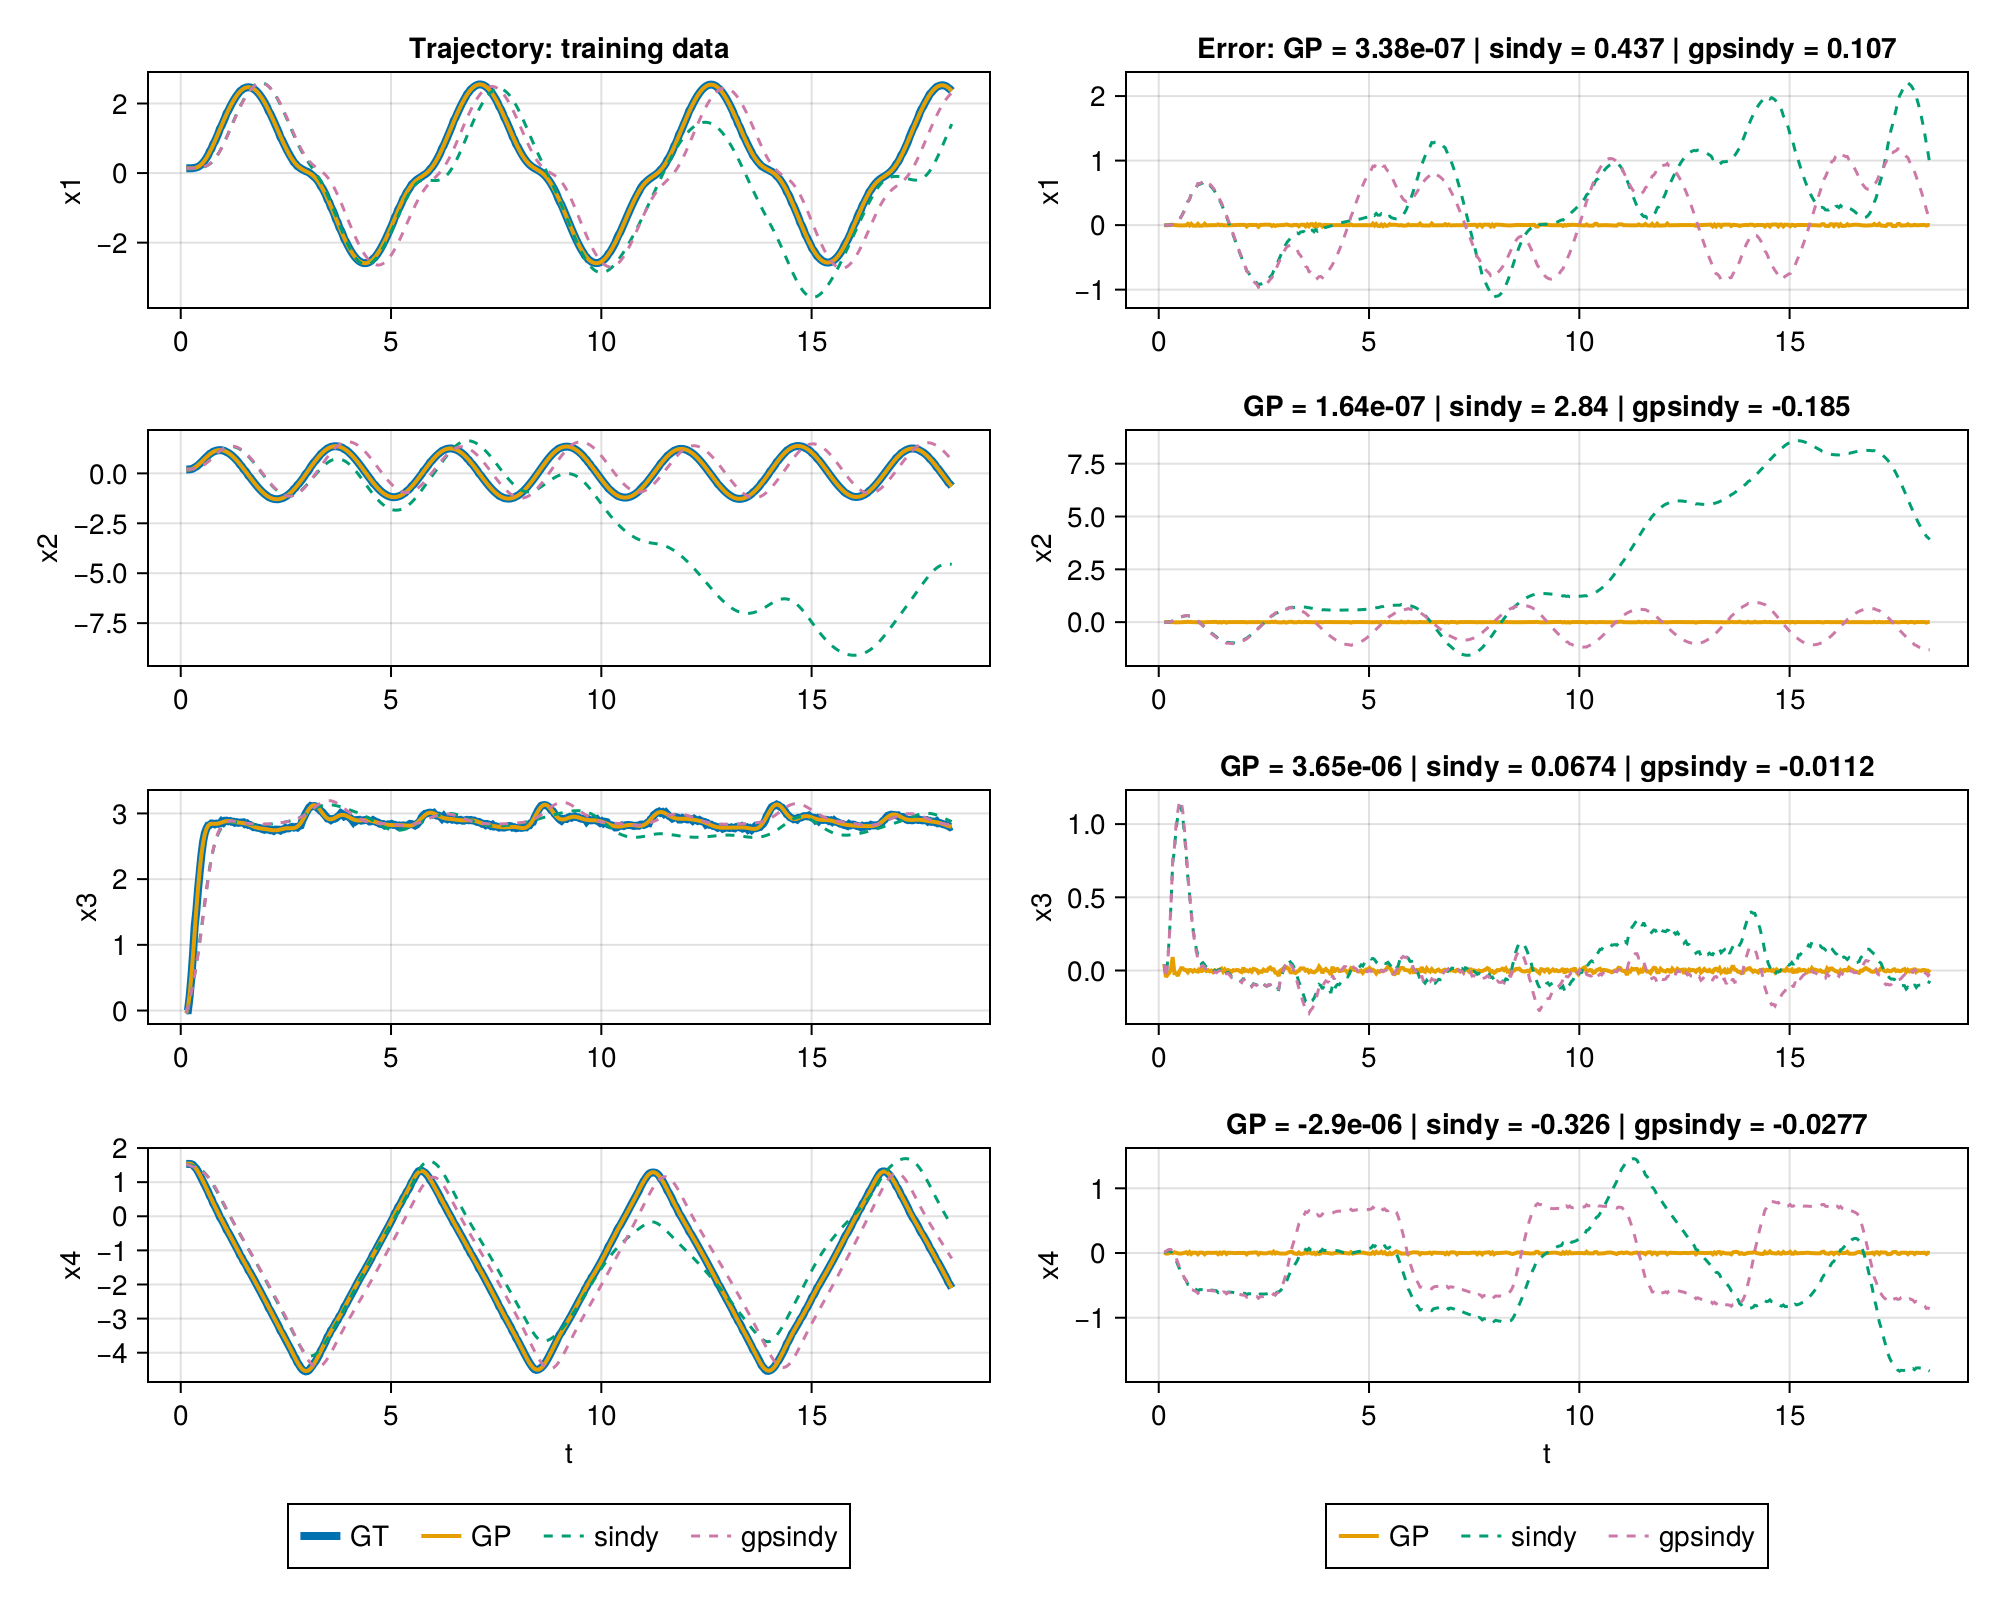 Trajectory: training data
x1
2
0
−2
0 5 10 15
Error: GP = 3.38e-07 | sindy = 0.437 | gpsindy = 0.107
x1
2
1
0
−1
0 5 10 15
x2
0.0
−2.5
−5.0
−7.5
0 5 10 15
GP = 1.64e-07 | sindy = 2.84 | gpsindy = -0.185
x2
7.5
5.0
2.5
0.0
0 5 10 15
x3
3
2
1
0
0 5 10 15
GP = 3.65e-06 | sindy = 0.0674 | gpsindy = -0.0112
x3
1.0
0.5
0.0
0 5 10 15
x4
2
1
0
−1
−2
−3
−4
0 5 10 15
t
GP = -2.9e-06 | sindy = -0.326 | gpsindy = -0.0277
x4
1
0
−1
0 5 10 15
t
GT GP sindy gpsindy
GP sindy gpsindy